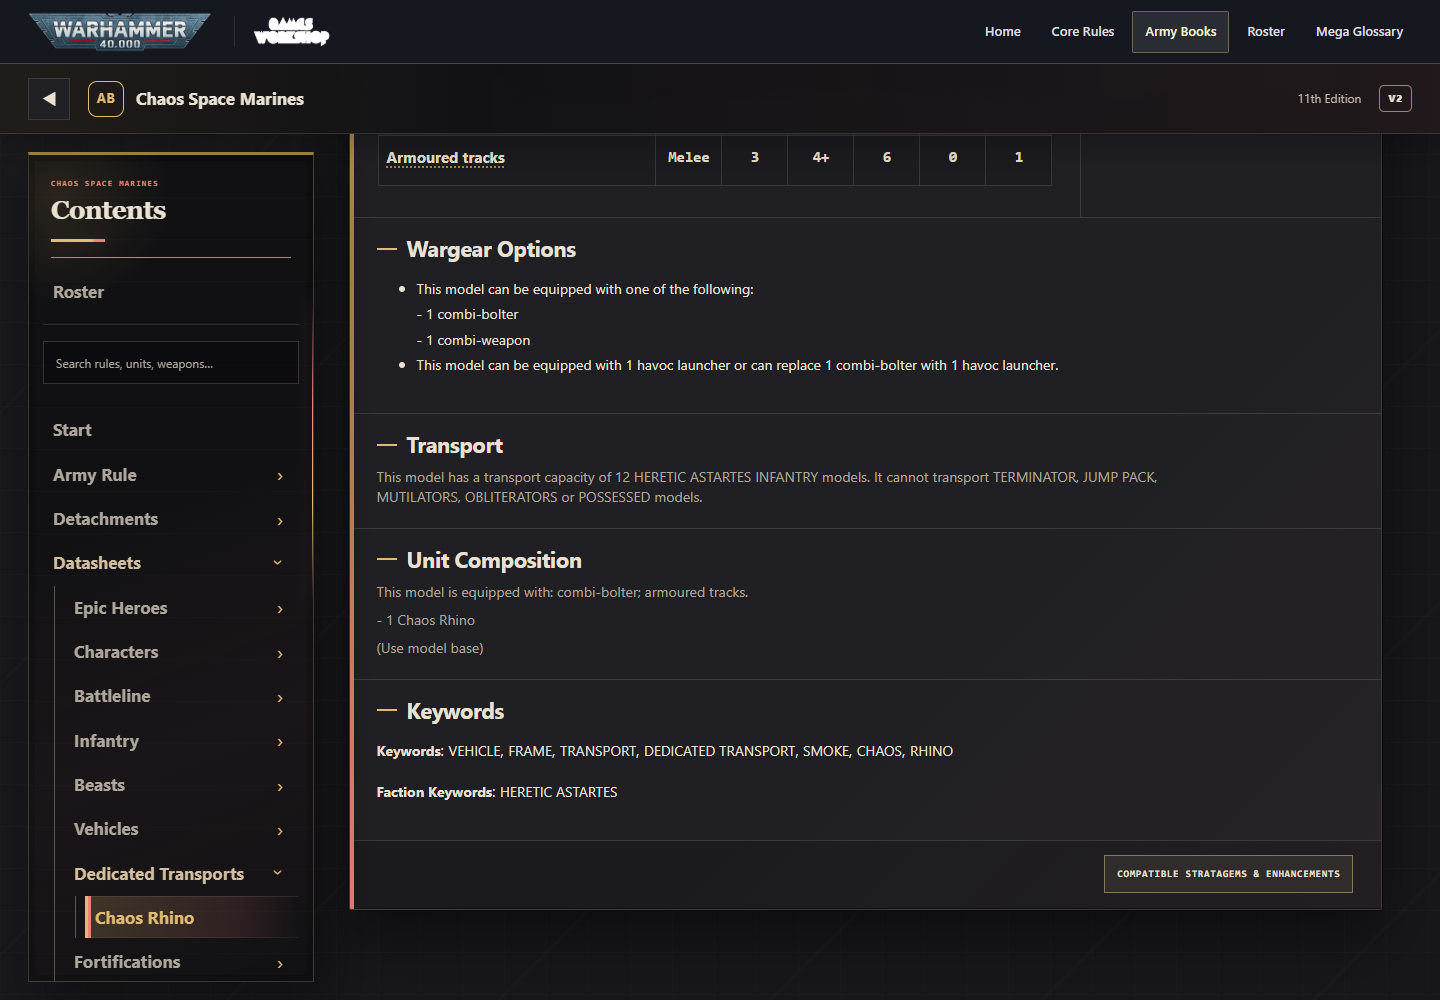 WARHAMMER
40,000
GAMES
WORKSHOP
Home
Core Rules
Army Books
Roster
Mega Glossary
◀
AB
Chaos Space Marines
11th Edition
V2
CHAOS SPACE MARINES
Contents
Roster
Search rules, units, weapons...
Start
Army Rule
Detachments
Datasheets
Epic Heroes
Characters
Battleline
Infantry
Beasts
Vehicles
Dedicated Transports
Chaos Rhino
Fortifications
Armoured tracks Melee 3 4+ 6 0 1
Wargear Options
• This model can be equipped with one of the following:
- 1 combi-bolter
- 1 combi-weapon
• This model can be equipped with 1 havoc launcher or can replace 1 combi-bolter with 1 havoc launcher.
Transport
This model has a transport capacity of 12 HERETIC ASTARTES INFANTRY models. It cannot transport TERMINATOR, JUMP PACK,
MUTILATORS, OBLITERATORS or POSSESSED models.
Unit Composition
This model is equipped with: combi-bolter; armoured tracks.
- 1 Chaos Rhino
(Use model base)
Keywords
Keywords: VEHICLE, FRAME, TRANSPORT, DEDICATED TRANSPORT, SMOKE, CHAOS, RHINO
Faction Keywords: HERETIC ASTARTES
COMPATIBLE STRATAGEMS & ENHANCEMENTS